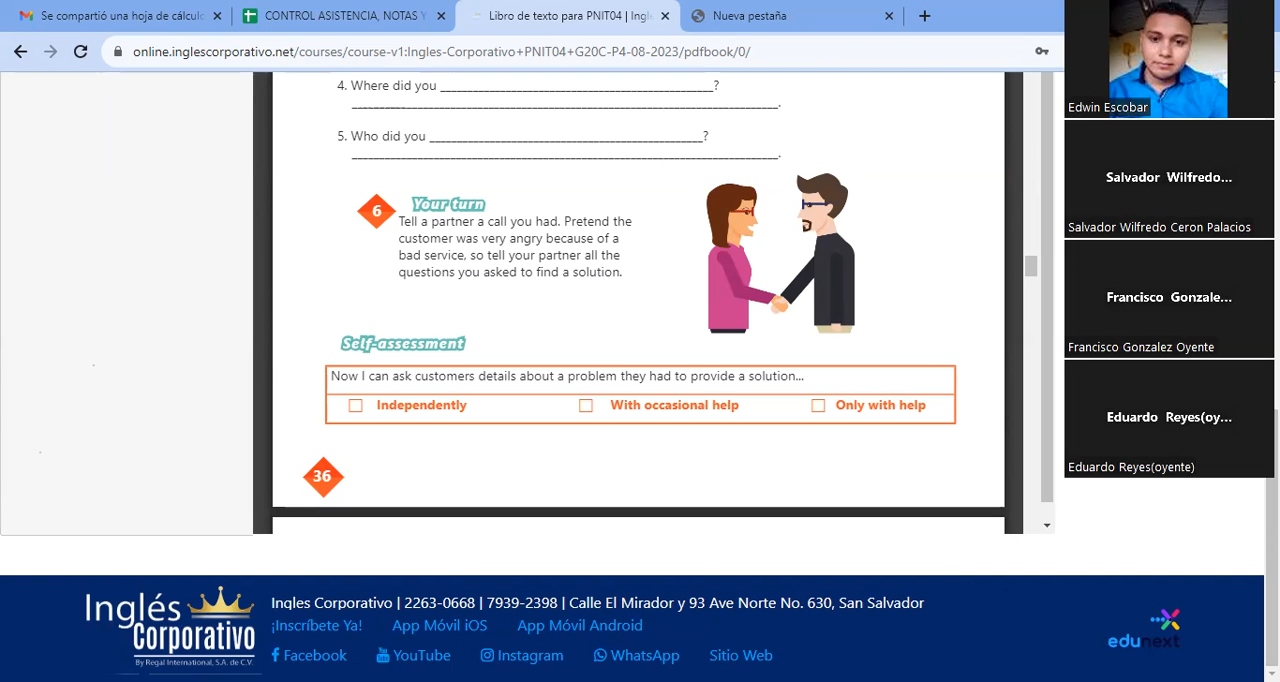 Se compartió una hoja de cálculo
CONTROL ASISTENCIA, NOTAS Y
Libro de texto para PNIT04 | Ingl
Nueva pestaña
online.inglescorporativo.net/courses/course-v1:Ingles-Corporativo+PNIT04+G20C-P4-08-2023/pdfbook/0/
4. Where did you ______________________________________________?
______________________________________________________________________.
5. Who did you ______________________________________________?
______________________________________________________________________.
6 Your turn
Tell a partner a call you had. Pretend the
customer was very angry because of a
bad service, so tell your partner all the
questions you asked to find a solution.
Self-assessment
Now I can ask customers details about a problem they had to provide a solution...
Independently
With occasional help
Only with help
36
Edwin Escobar
Salvador Wilfredo...
Salvador Wilfredo Ceron Palacios
Francisco Gonzale...
Francisco Gonzalez Oyente
Eduardo Reyes(oy...
Eduardo Reyes(oyente)
Inglés
Corporativo
By Regal International, S.A. de C.V.
Ingles Corporativo | 2263-0668 | 7939-2398 | Calle El Mirador y 93 Ave Norte No. 630, San Salvador
¡Inscríbete Ya! App Móvil iOS App Móvil Android
Facebook YouTube Instagram WhatsApp Sitio Web
edunext